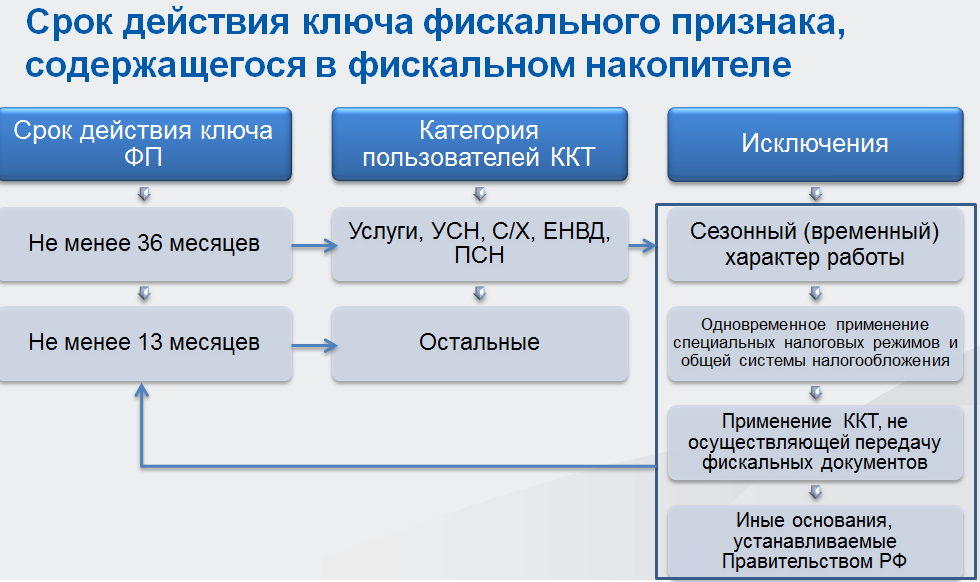 Срок действия ключа фискального признака,
содержащегося в фискальном накопителе
Срок действия ключа
ФП
Категория
пользователей ККТ
Исключения
Не менее 36 месяцев
Услуги, УСН, С/Х, ЕНВД,
ПСН
Сезонный (временный)
характер работы
Не менее 13 месяцев
Остальные
Одновременное применение
специальных налоговых режимов и
общей системы налогообложения
Применение ККТ, не
осуществляющей передачу
фискальных документов
Иные основания,
устанавливаемые
Правительством РФ